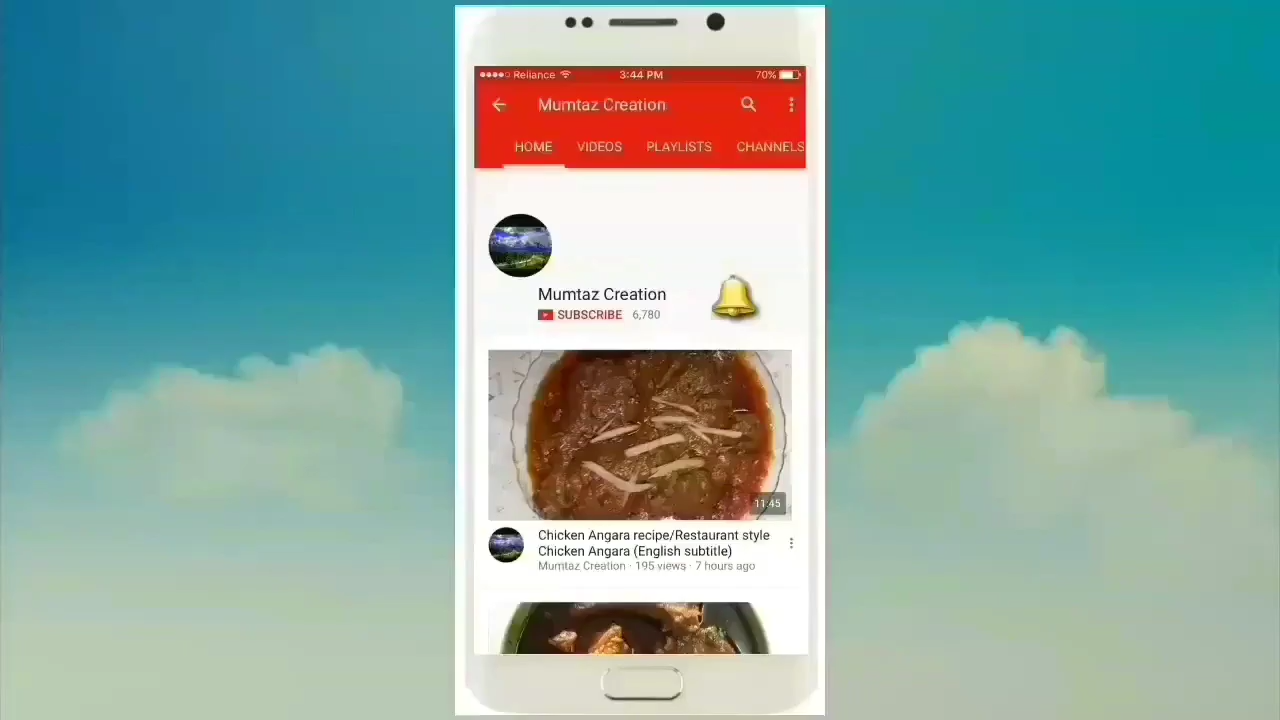 Reliance 3:44 PM 70%
Mumtaz Creation
HOME VIDEOS PLAYLISTS CHANNELS
Mumtaz Creation
SUBSCRIBE 6,780
11:45
Chicken Angara recipe/Restaurant style
Chicken Angara (English subtitle)
Mumtaz Creation · 195 views · 7 hours ago